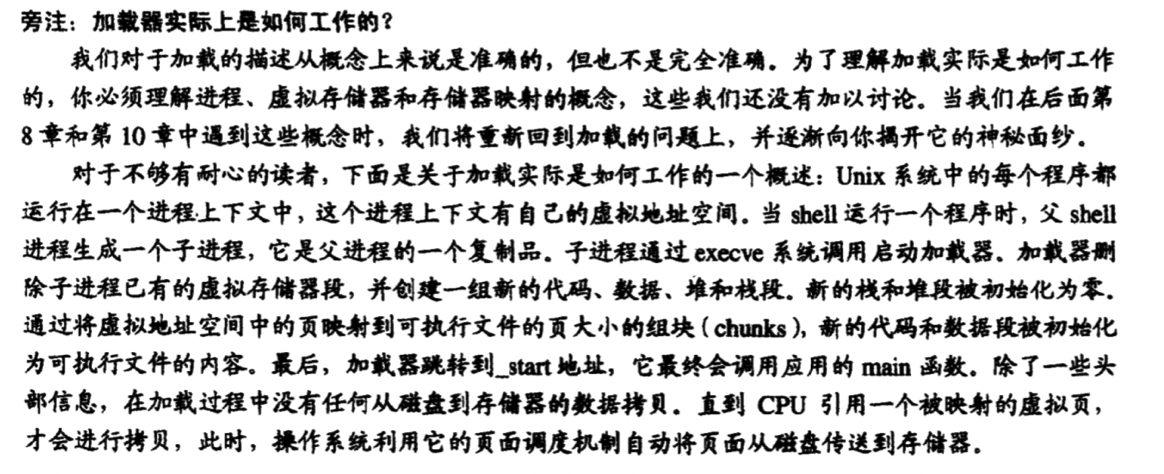 旁注：加载器实际上是如何工作的？
我们对于加载的描述从概念上来说是准确的，但也不是完全准确。为了理解加载实际是如何工作
的，你必须理解进程、虚拟存储器和存储器映射的概念，这些我们还没有加以讨论。当我们在后面第
8 章和第 10 章中遇到这些概念时，我们将重新回到加载的问题上，并逐渐向你揭开它的神秘面纱。
对于不够有耐心的读者，下面是关于加载实际是如何工作的一个概述：Unix 系统中的每个程序都
运行在一个进程上下文中，这个进程上下文有自己的虚拟地址空间。当 shell 运行一个程序时，父 shell
进程生成一个子进程，它是父进程的一个复制品。子进程通过 execve 系统调用启动加载器。加载器删
除子进程已有的虚拟存储器段，并创建一组新的代码、数据、堆和栈段。新的栈和堆段被初始化为零。
通过将虚拟地址空间中的页映射到可执行文件的页大小的组块（chunks），新的代码和数据段被初始化
为可执行文件的内容。最后，加载器跳转到_start 地址，它最终会调用应用的 main 函数。除了一些头
部信息，在加载过程中没有任何从磁盘到存储器的数据拷贝。直到 CPU 引用一个被映射的虚拟页，
才会进行拷贝，此时，操作系统利用它的页面调度机制自动将页面从磁盘传送到存储器。